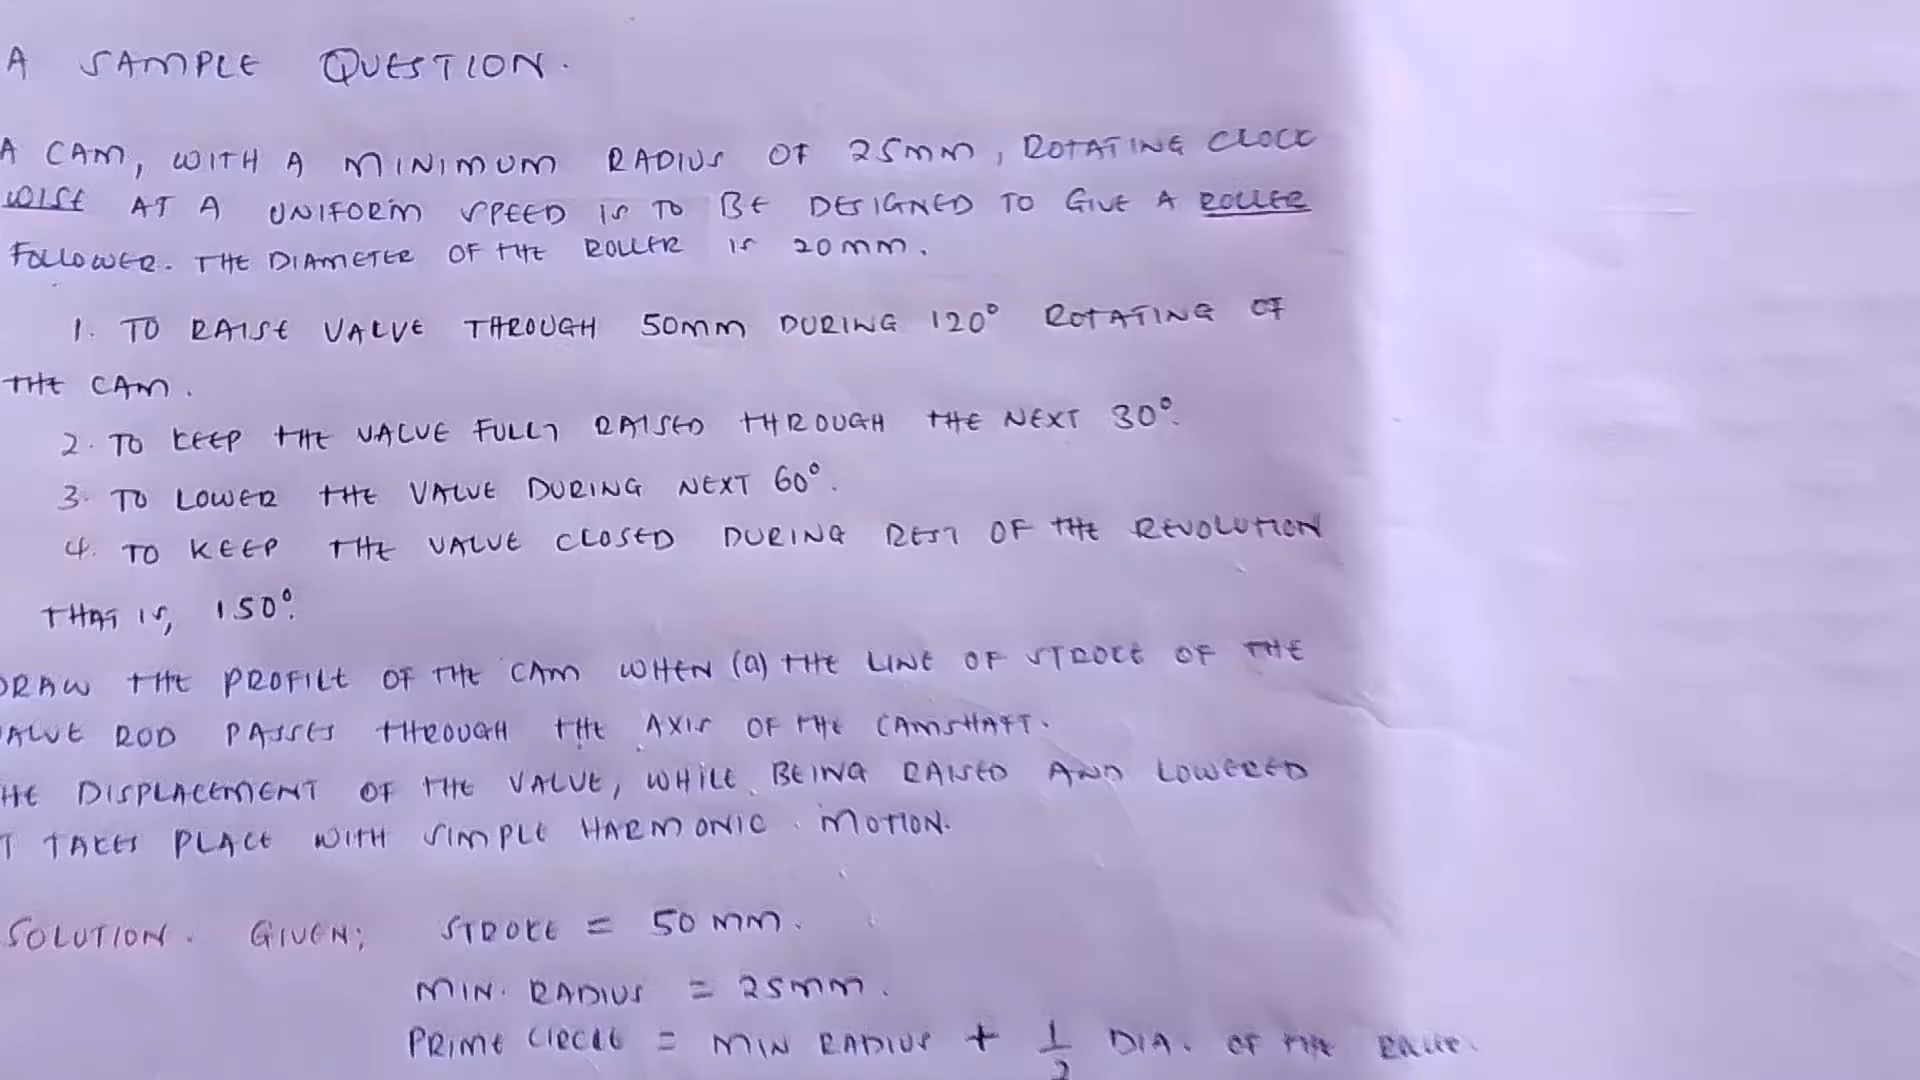 A SAMPLE QUESTION.
A CAM, WITH A MINIMUM RADIUS OF 25mm, ROTATING CLOCK
WISE AT A UNIFORM SPEED IS TO BE DESIGNED TO GIVE A ROLLER
FOLLOWER. THE DIAMETER OF THE ROLLER IS 20mm.
1. TO RAISE VALVE THROUGH 50mm DURING 120° ROTATING OF
THE CAM.
2. TO KEEP THE VALVE FULLY RAISED THROUGH THE NEXT 30°.
3. TO LOWER THE VALVE DURING NEXT 60°.
4. TO KEEP THE VALVE CLOSED DURING REST OF THE REVOLUTION
THAT IS, 150°.
DRAW THE PROFILE OF THE CAM WHEN (a) THE LINE OF STROKE OF THE
VALVE ROD PASSES THROUGH THE AXIS OF THE CAMSHAFT.
HE DISPLACEMENT OF THE VALVE, WHILE BEING RAISED AND LOWERED
T TAKES PLACE WITH SIMPLE HARMONIC MOTION.
SOLUTION. GIVEN; STROKE = 50mm.
MIN. RADIUS = 25mm.
PRIME CIRCLE = MIN RADIUS + 1/2 DIA. OF THE